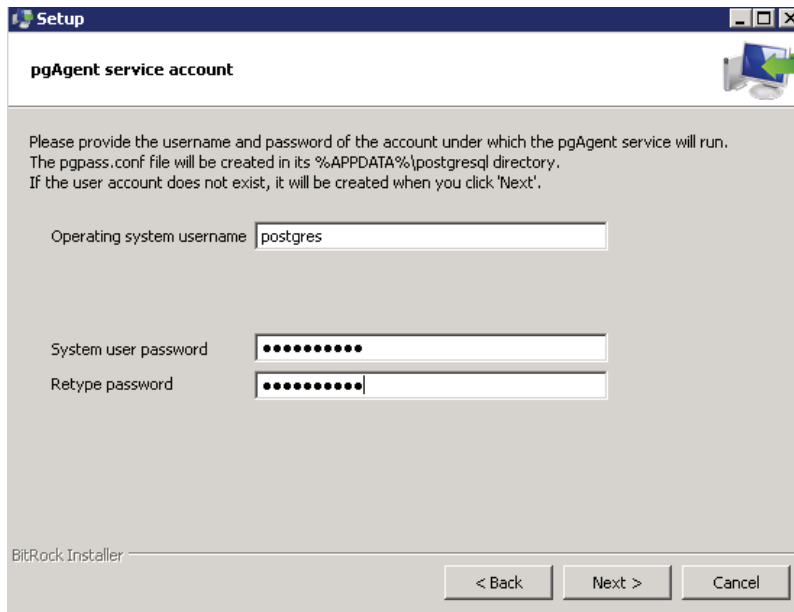 Setup
pgAgent service account
Please provide the username and password of the account under which the pgAgent service will run.
The pgpass.conf file will be created in its %APPDATA%\postgresql directory.
If the user account does not exist, it will be created when you click 'Next'.
Operating system username postgres
System user password ●●●●●●●●●●
Retype password ●●●●●●●●●●
BitRock Installer
< Back Next > Cancel